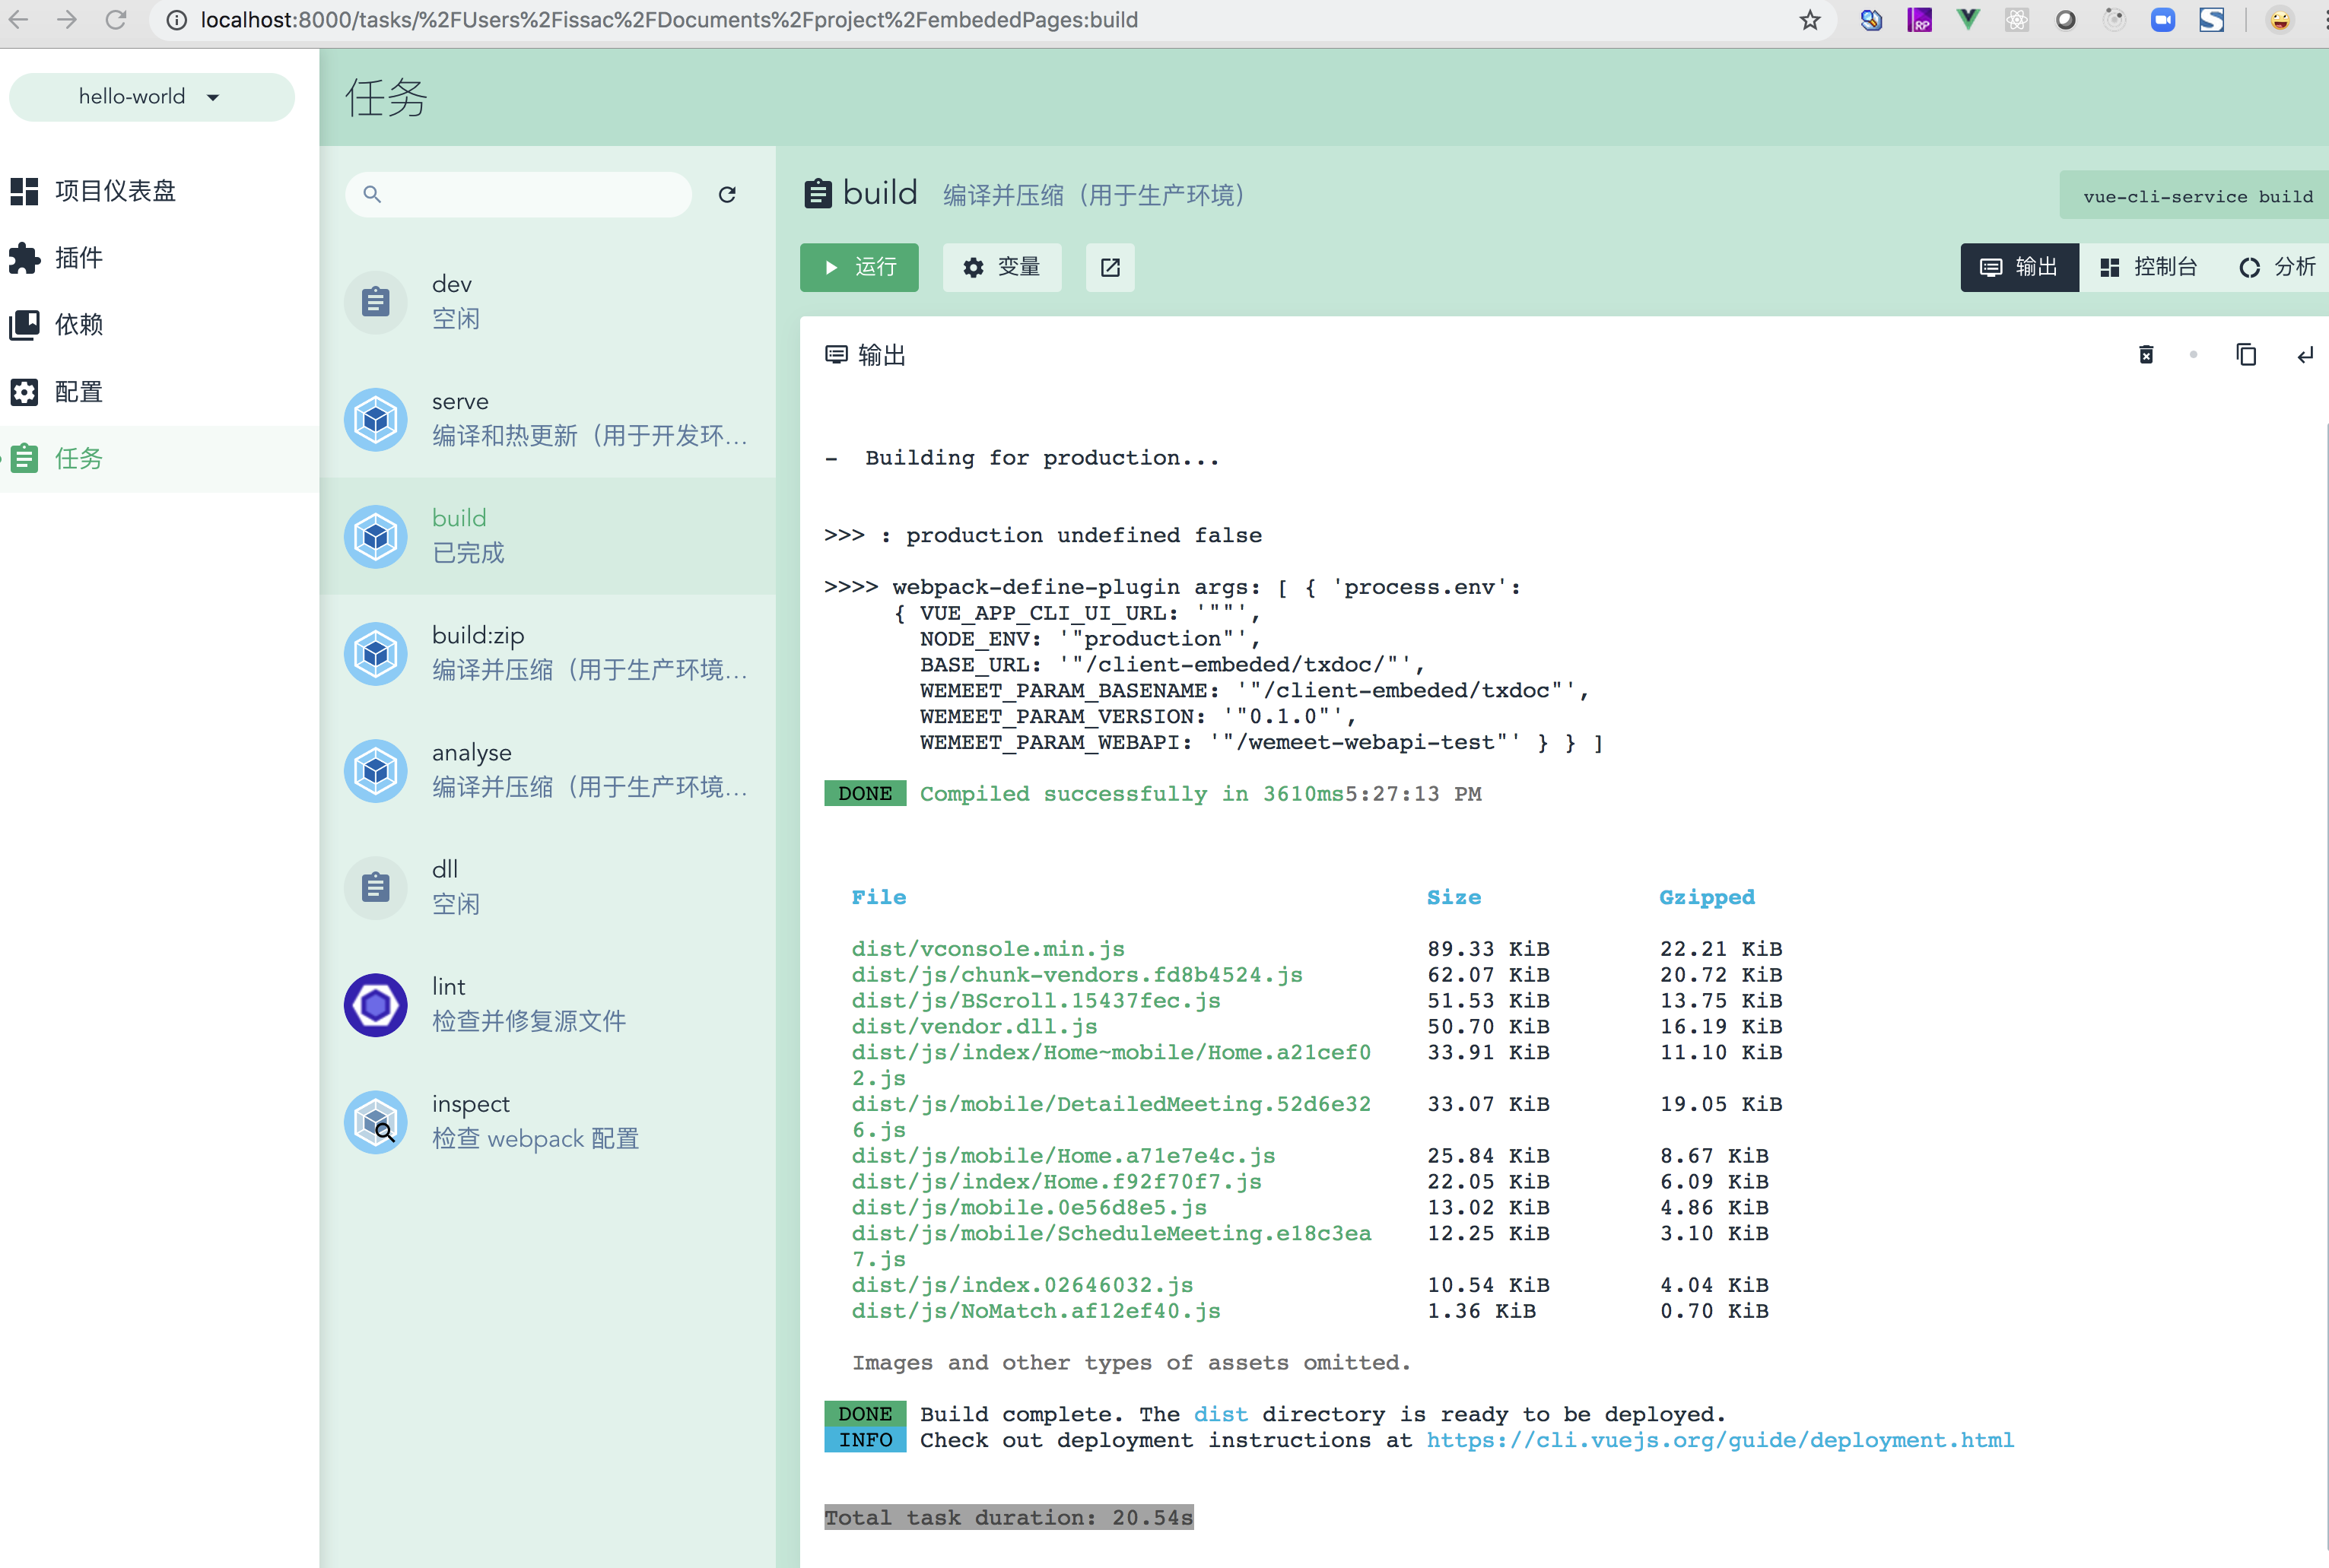 localhost:8000/tasks/%2FUsers%2Fissac%2FDocuments%2Fproject%2FembededPages:build
RP
hello-world
项目仪表盘
插件
依赖
配置
任务
任务
dev
空闲
serve
编译和热更新（用于开发环...
build
已完成
build:zip
编译并压缩（用于生产环境...
analyse
编译并压缩（用于生产环境...
dll
空闲
lint
检查并修复源文件
inspect
检查 webpack 配置
build 编译并压缩（用于生产环境）
vue-cli-service build
运行 变量
输出 控制台 分析
输出
-  Building for production...
>>> : production undefined false
>>>> webpack-define-plugin args: [ { 'process.env':
{ VUE_APP_CLI_UI_URL: '""',
NODE_ENV: '"production"',
BASE_URL: '"/client-embeded/txdoc/"',
WEMEET_PARAM_BASENAME: '"/client-embeded/txdoc"',
WEMEET_PARAM_VERSION: '"0.1.0"',
WEMEET_PARAM_WEBAPI: '"/wemeet-webapi-test"' } } ]
DONE Compiled successfully in 3610ms5:27:13 PM
File Size Gzipped
dist/vconsole.min.js 89.33 KiB 22.21 KiB
dist/js/chunk-vendors.fd8b4524.js 62.07 KiB 20.72 KiB
dist/js/BScroll.15437fec.js 51.53 KiB 13.75 KiB
dist/vendor.dll.js 50.70 KiB 16.19 KiB
dist/js/index/Home~mobile/Home.a21cef0 33.91 KiB 11.10 KiB
2.js
dist/js/mobile/DetailedMeeting.52d6e32 33.07 KiB 19.05 KiB
6.js
dist/js/mobile/Home.a71e7e4c.js 25.84 KiB 8.67 KiB
dist/js/index/Home.f92f70f7.js 22.05 KiB 6.09 KiB
dist/js/mobile.0e56d8e5.js 13.02 KiB 4.86 KiB
dist/js/mobile/ScheduleMeeting.e18c3ea 12.25 KiB 3.10 KiB
7.js
dist/js/index.02646032.js 10.54 KiB 4.04 KiB
dist/js/NoMatch.af12ef40.js 1.36 KiB 0.70 KiB
Images and other types of assets omitted.
DONE Build complete. The dist directory is ready to be deployed.
INFO Check out deployment instructions at https://cli.vuejs.org/guide/deployment.html
Total task duration: 20.54s